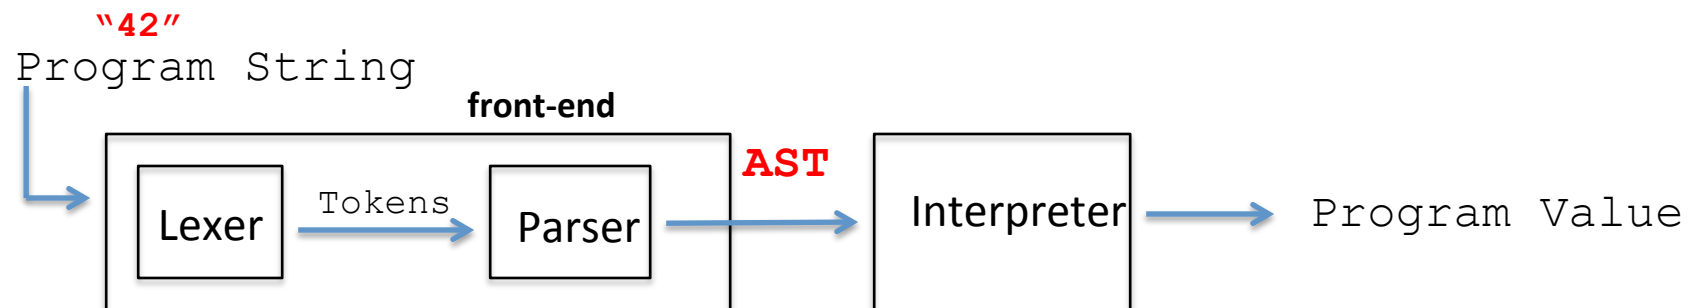 “42”
Program String
front-end
AST
Lexer
Tokens
Parser
Interpreter
Program Value